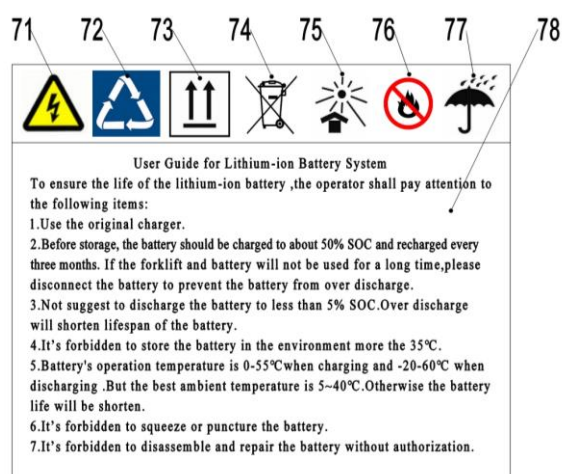 71 72 73 74 75 76 77 78
User Guide for Lithium-ion Battery System
To ensure the life of the lithium-ion battery ,the operator shall pay attention to
the following items:
1.Use the original charger.
2.Before storage, the battery should be charged to about 50% SOC and recharged every
three months. If the forklift and battery will not be used for a long time,please
disconnect the battery to prevent the battery from over discharge.
3.Not suggest to discharge the battery to less than 5% SOC.Over discharge
will shorten lifespan of the battery.
4.It's forbidden to store the battery in the environment more the 35℃.
5.Battery's operation temperature is 0-55℃when charging and -20-60℃ when
discharging .But the best ambient temperature is 5~40℃.Otherwise the battery
life will be shorten.
6.It's forbidden to squeeze or puncture the battery.
7.It's forbidden to disassemble and repair the battery without authorization.